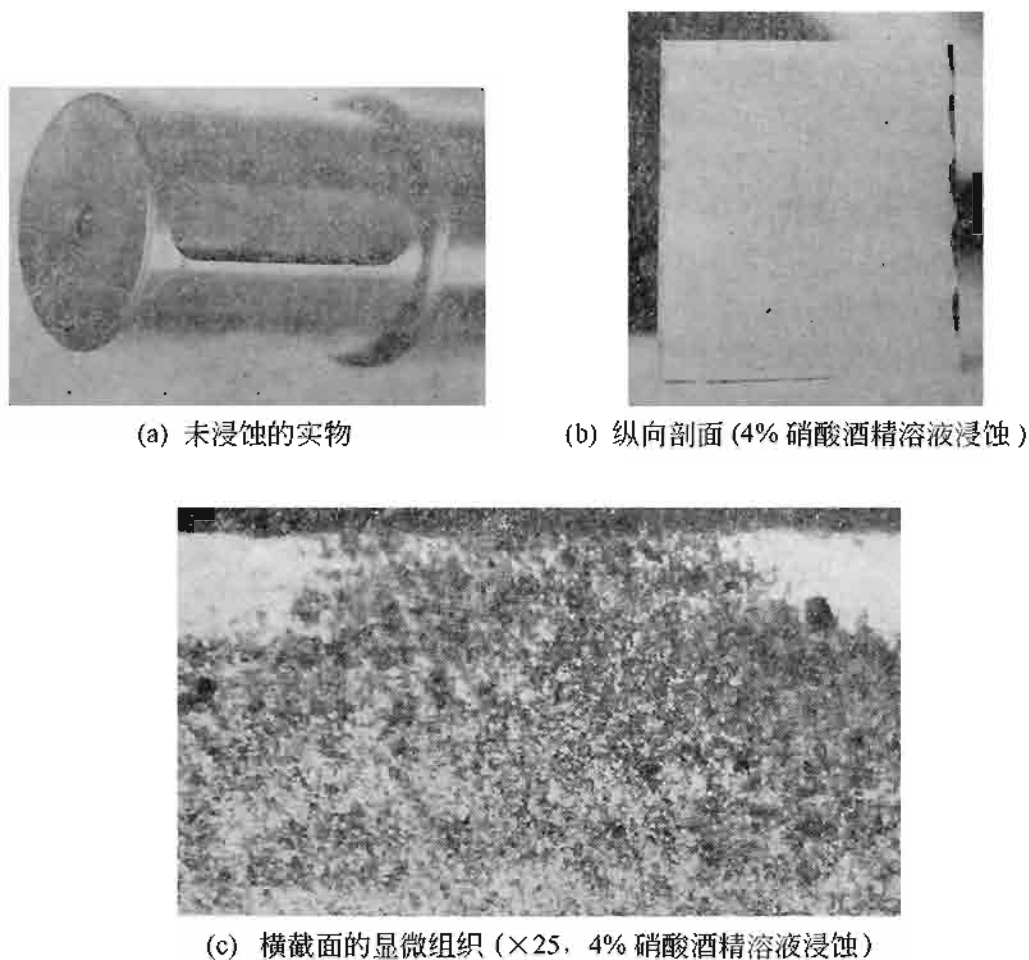 (a) 未浸蚀的实物
(b) 纵向剖面 (4% 硝酸酒精溶液浸蚀)
(c) 横截面的显微组织 (×25, 4% 硝酸酒精溶液浸蚀)